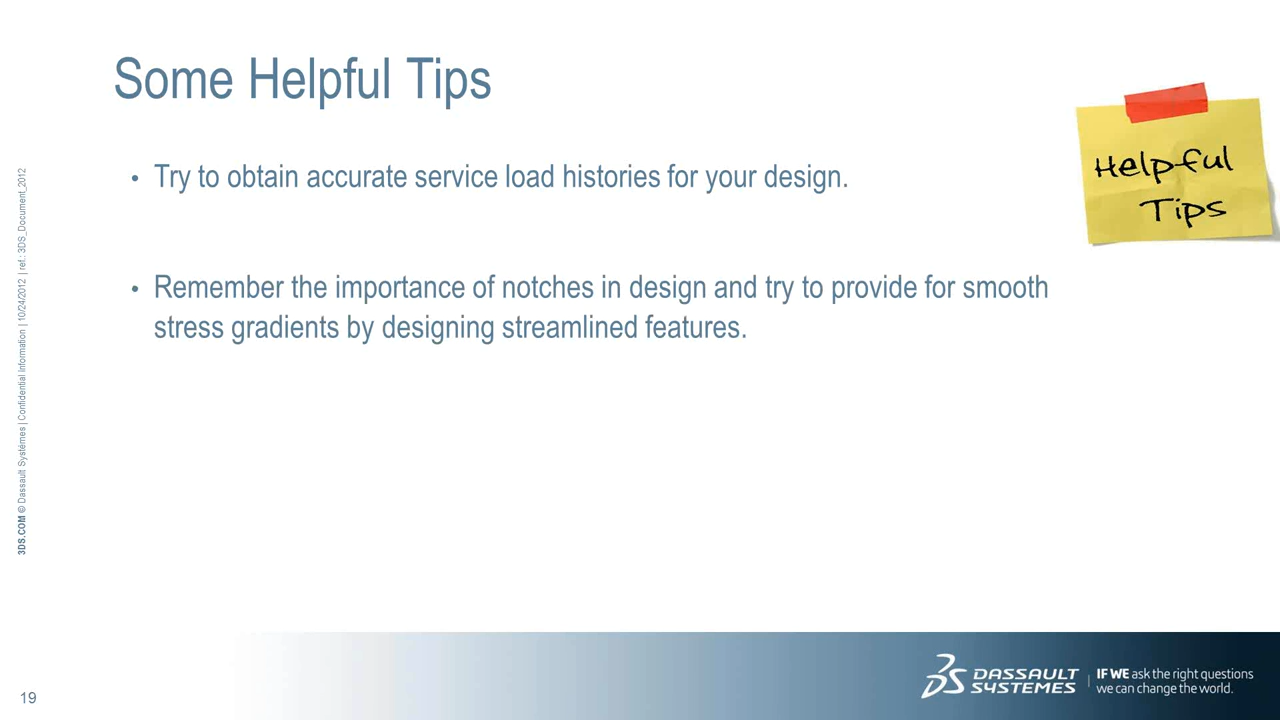 Some Helpful Tips
Helpful
Tips
• Try to obtain accurate service load histories for your design.
• Remember the importance of notches in design and try to provide for smooth
stress gradients by designing streamlined features.
3DS.COM © Dassault Systèmes | Confidential Information | 10/24/2012 | ref.: 3DS_Document_2012
19
DASSAULT
SYSTEMES
IF WE ask the right questions
we can change the world.